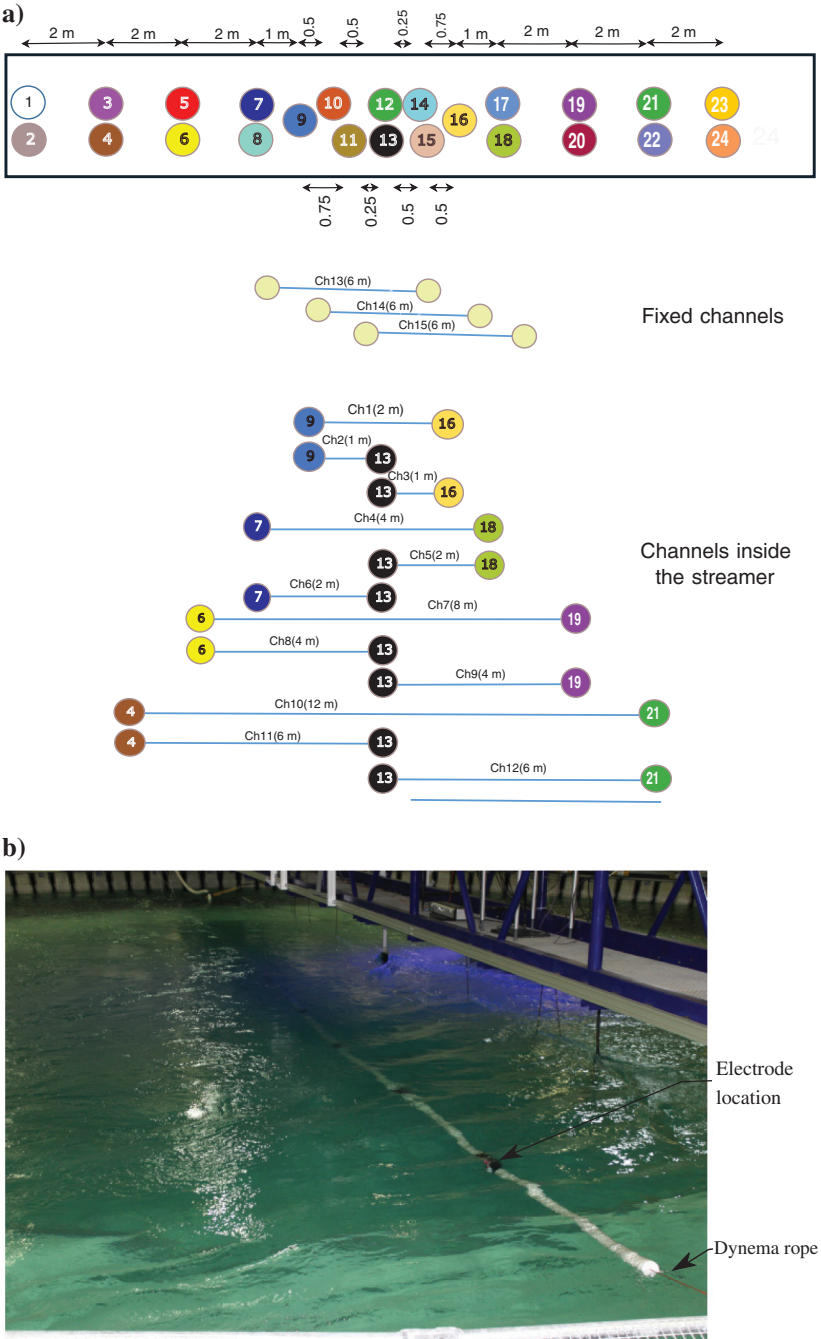 a)
2 m 2 m 2 m 1 m 0.5 0.5 0.25 0.75 1 m 2 m 2 m 2 m
1 3 5 7 9 10 12 14 16 17 19 21 23
2 4 6 8 11 13 15 18 20 22 24 24
0.75 0.25 0.5 0.5
Ch13(6 m)
Ch14(6 m)
Ch15(6 m)
Fixed channels
9 Ch1(2 m) 16
9 Ch2(1 m) 13
13 Ch3(1 m) 16
7 Ch4(4 m) 18
13 Ch5(2 m) 18
7 Ch6(2 m) 13
6 Ch7(8 m) 19
6 Ch8(4 m) 13
13 Ch9(4 m) 19
4 Ch10(12 m) 21
4 Ch11(6 m) 13
13 Ch12(6 m) 21
Channels inside
the streamer
b)
Electrode
location
Dynema rope